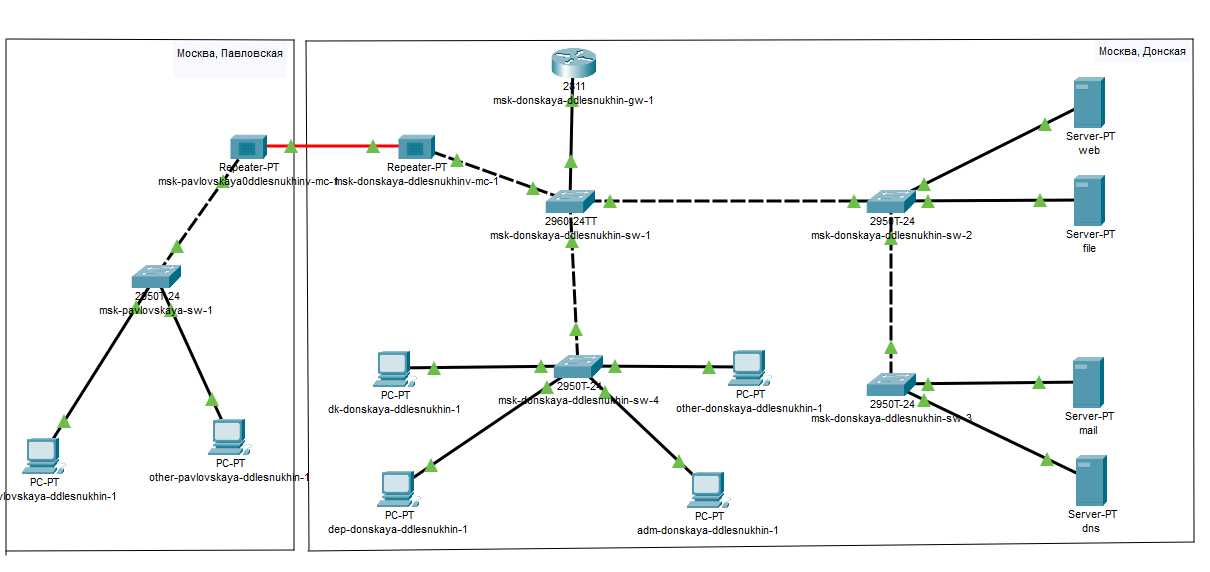 Москва, Павловская
Москва, Донская
2811
msk-donskaya-ddlesnukhin-gw-1
Repeater-PT
msk-pavlovskaya0ddlesnukhinv-mc-1
Repeater-PT
msk-donskaya-ddlesnukhinv-mc-1
2960-24TT
msk-donskaya-ddlesnukhin-sw-1
2950T-24
msk-donskaya-ddlesnukhin-sw-2
Server-PT
web
Server-PT
file
2950T-24
msk-pavlovskaya-sw-1
PC-PT
dk-donskaya-ddlesnukhin-1
2950T-24
msk-donskaya-ddlesnukhin-sw-4
PC-PT
other-donskaya-ddlesnukhin-1
2950T-24
msk-donskaya-ddlesnukhin-sw-3
Server-PT
mail
PC-PT
vlovskaya-ddlesnukhin-1
PC-PT
other-pavlovskaya-ddlesnukhin-1
PC-PT
dep-donskaya-ddlesnukhin-1
PC-PT
adm-donskaya-ddlesnukhin-1
Server-PT
dns